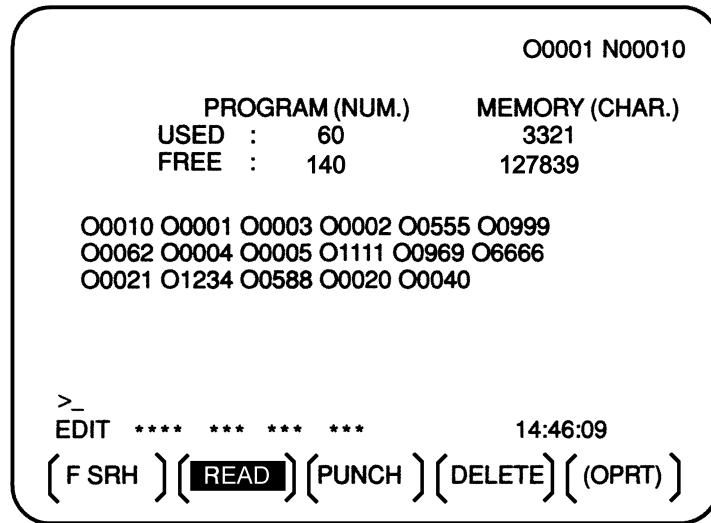 O0001 N00010
PROGRAM (NUM.) MEMORY (CHAR.)
USED : 60 3321
FREE : 140 127839
O0010 O0001 O0003 O0002 O0555 O0999
O0062 O0004 O0005 O1111 O0969 O6666
O0021 O1234 O0588 O0020 O0040
>_
EDIT **** *** *** *** 14:46:09
[ F SRH ] [ READ ] [ PUNCH ] [ DELETE ] [ (OPRT) ]